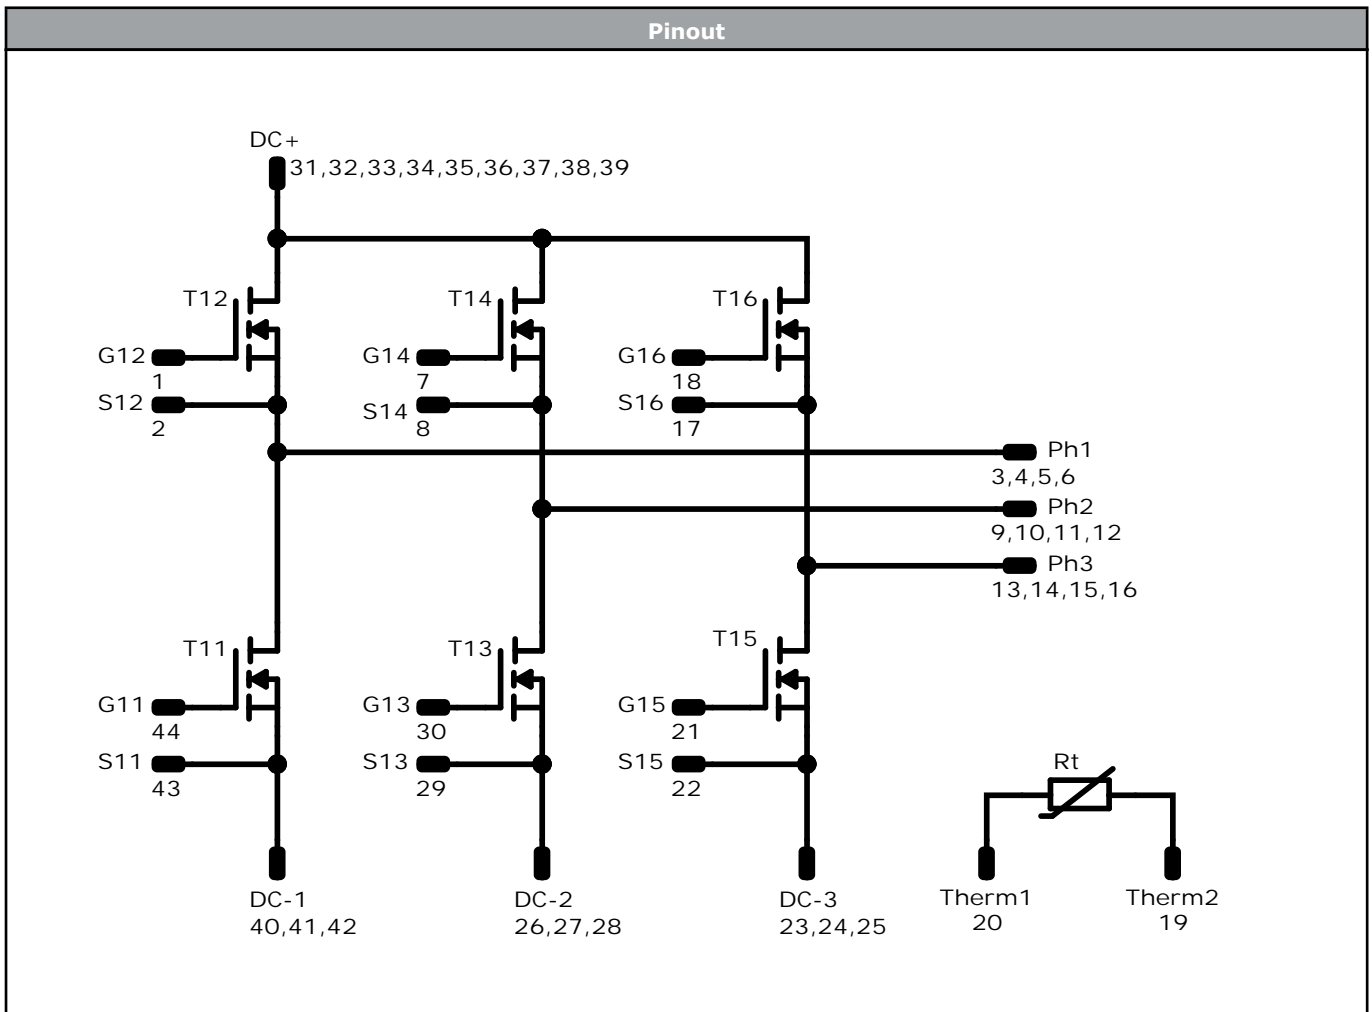 Pinout
DC+
31,32,33,34,35,36,37,38,39
T12
T14
T16
G12
1
G14
7
G16
18
S12
2
S14
8
S16
17
Ph1
3,4,5,6
Ph2
9,10,11,12
Ph3
13,14,15,16
T11
T13
T15
G11
44
G13
30
G15
21
S11
43
S13
29
S15
22
Rt
DC-1
40,41,42
DC-2
26,27,28
DC-3
23,24,25
Therm1
20
Therm2
19